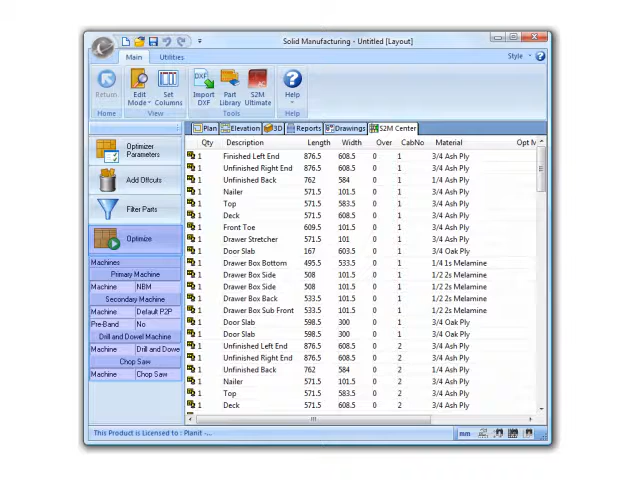 Solid Manufacturing - Untitled [Layout]
Main Utilities Style
Return Edit Mode Set Columns Import DXF Part Library S2M Ultimate Help
Home View Tools Help
Plan Elevation 3D Reports Drawings S2M Center
Qty Description Length Width Over CabNo Material Opt M
1 Finished Left End 876.5 608.5 0 1 3/4 Ash Ply
1 Unfinished Right End 876.5 608.5 0 1 3/4 Ash Ply
1 Unfinished Back 762 584 0 1 1/4 Ash Ply
1 Nailer 571.5 101.5 0 1 3/4 Ash Ply
1 Top 571.5 583.5 0 1 3/4 Ash Ply
1 Deck 571.5 608.5 0 1 3/4 Ash Ply
1 Front Toe 609.5 101.5 0 1 3/4 Ash Ply
1 Drawer Stretcher 571.5 101 0 1 3/4 Ash Ply
1 Door Slab 167 603.5 0 1 3/4 Oak Ply
1 Drawer Box Bottom 495.5 533.5 0 1 1/4 1s Melamine
1 Drawer Box Side 508 101.5 0 1 1/2 2s Melamine
1 Drawer Box Side 508 101.5 0 1 1/2 2s Melamine
1 Drawer Box Back 533.5 101.5 0 1 1/2 2s Melamine
1 Drawer Box Sub Front 533.5 101.5 0 1 1/2 2s Melamine
1 Door Slab 598.5 300 0 1 3/4 Oak Ply
1 Door Slab 598.5 300 0 1 3/4 Oak Ply
1 Unfinished Left End 876.5 608.5 0 2 3/4 Ash Ply
1 Unfinished Right End 876.5 608.5 0 2 3/4 Ash Ply
1 Unfinished Back 762 584 0 2 1/4 Ash Ply
1 Nailer 571.5 101.5 0 2 3/4 Ash Ply
1 Top 571.5 583.5 0 2 3/4 Ash Ply
1 Deck 571.5 608.5 0 2 3/4 Ash Ply
Optimizer Parameters
Add Offcuts
Filter Parts
Optimize
Machines
Primary Machine
Machine NBM
Secondary Machine
Machine Default P2P
Pre-Band No
Drill and Dowel Machine
Machine Drill and Dowe
Chop Saw
Machine Chop Saw
This Product is Licensed to : Planit -...
mm